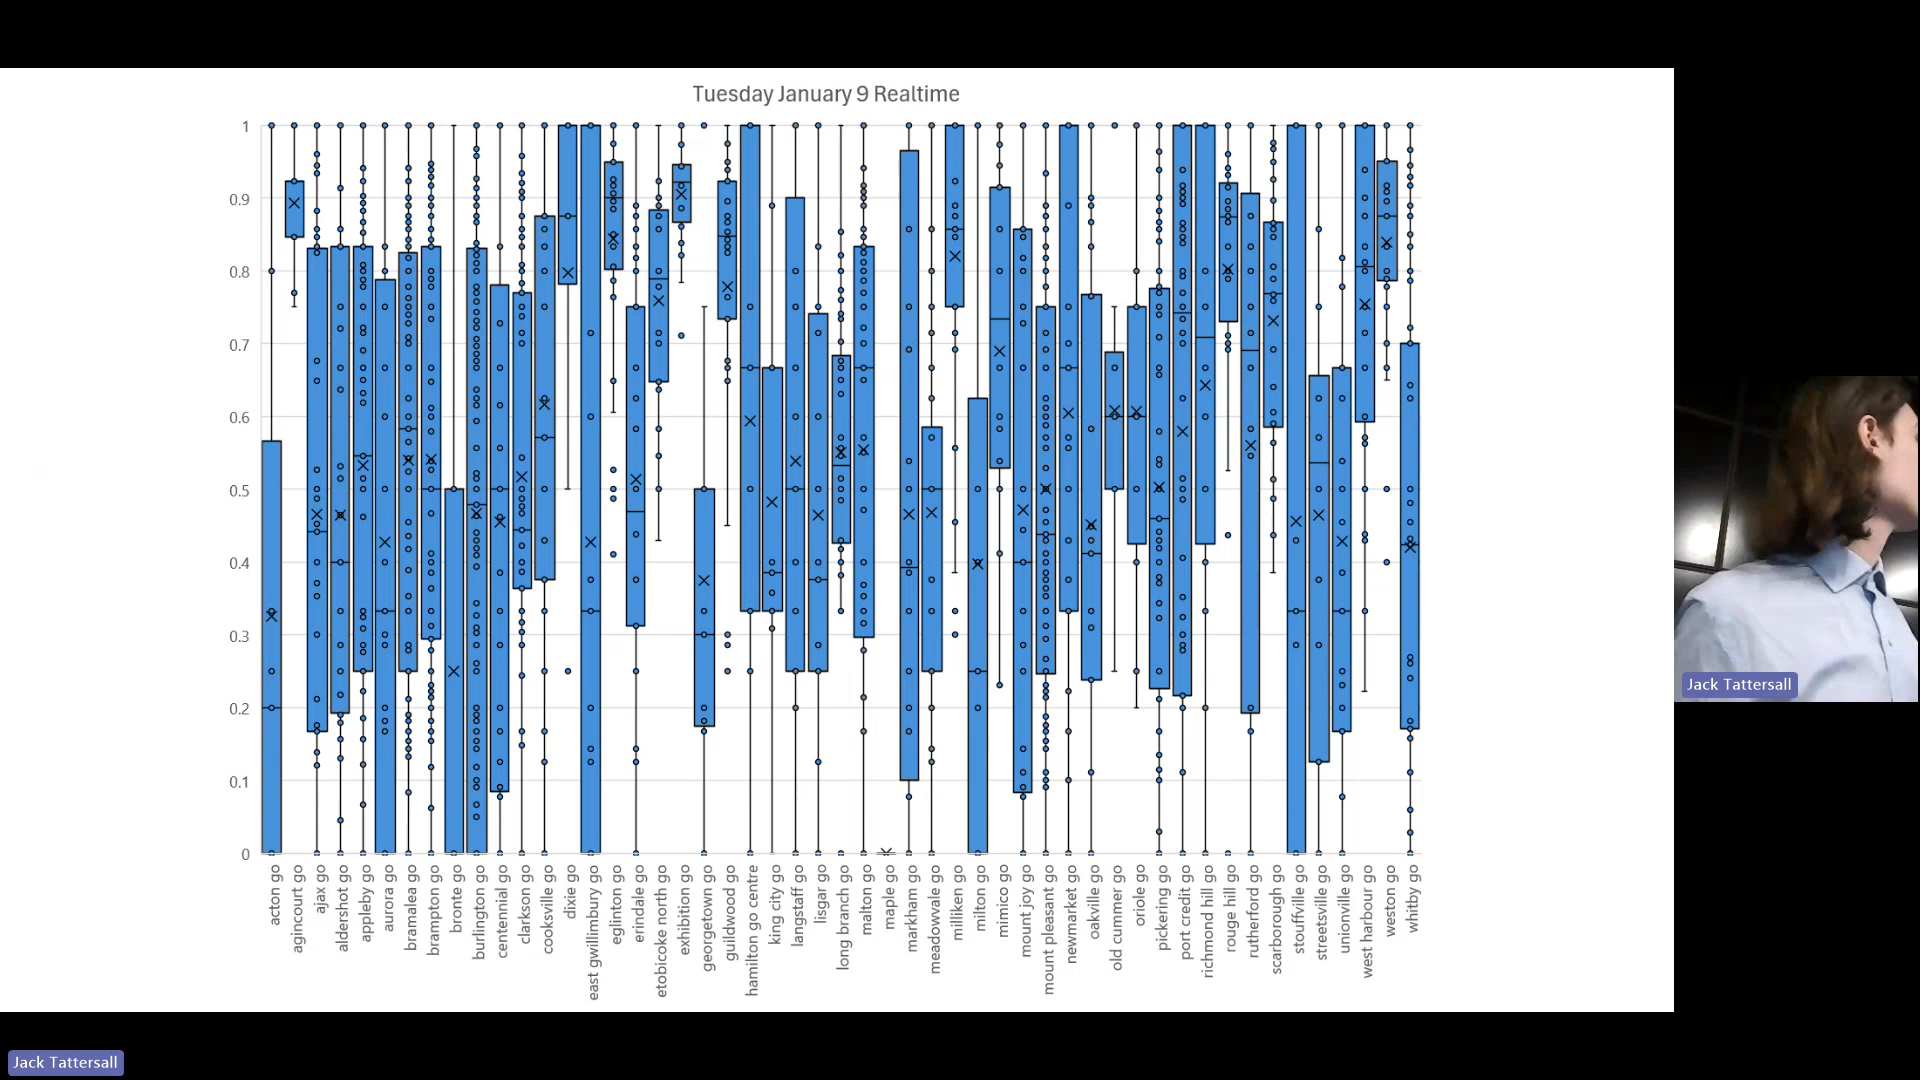 Tuesday January 9 Realtime
1
0.9
0.8
0.7
0.6
0.5
0.4
0.3
0.2
0.1
0
acton go
agincourt go
ajax go
aldershot go
appleby go
aurora go
bramalea go
brampton go
bronte go
burlington go
centennial go
clarkson go
cooksville go
dixie go
east gwillimbury go
eglinton go
erindale go
etobicoke north go
exhibition go
georgetown go
guildwood go
hamilton go centre
king city go
langstaff go
lisgar go
long branch go
malton go
maple go
markham go
meadowvale go
milliken go
milton go
mimico go
mount joy go
mount pleasant go
newmarket go
oakville go
old cummer go
oriole go
pickering go
port credit go
richmond hill go
rouge hill go
rutherford go
scarborough go
stouffville go
streetsville go
unionville go
west harbour go
weston go
whitby go
Jack Tattersall
Jack Tattersall